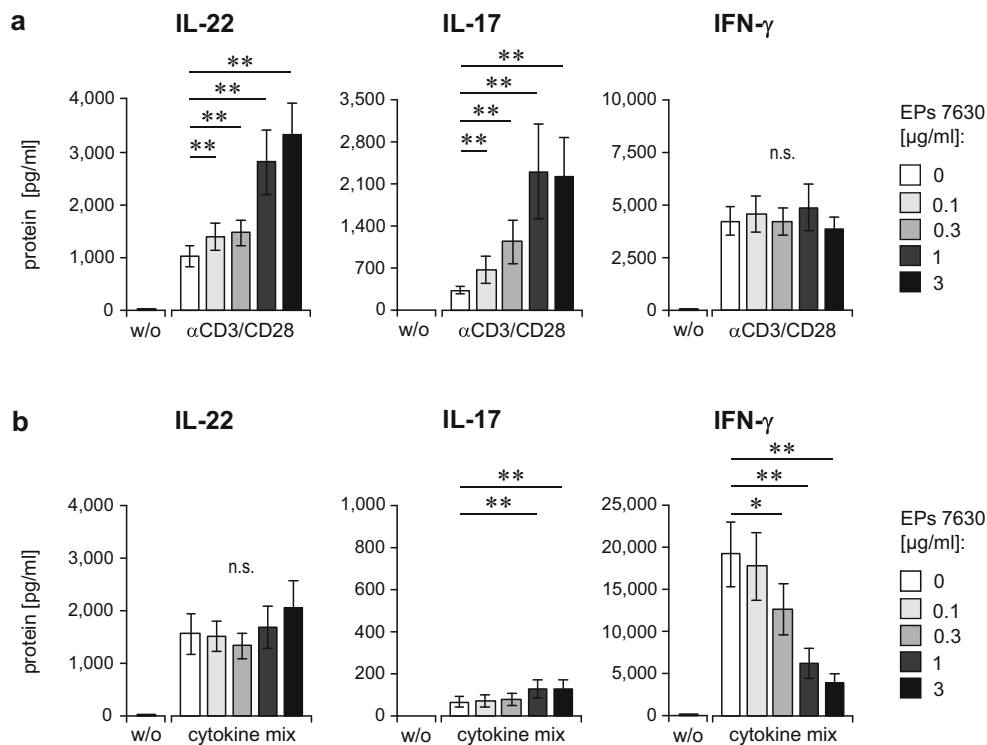 a
IL-22
IL-17
IFN-γ
protein [pg/ml]
4,000
3,000
2,000
1,000
0
**
**
**
**
w/o
αCD3/CD28
3,500
2,800
2,100
1,400
700
0
**
**
**
**
w/o
αCD3/CD28
10,000
7,500
5,000
2,500
0
n.s.
w/o
αCD3/CD28
EPs 7630
[µg/ml]:
0
0.1
0.3
1
3
b
IL-22
IL-17
IFN-γ
protein [pg/ml]
4,000
3,000
2,000
1,000
0
n.s.
w/o
cytokine mix
1,000
800
600
400
200
0
**
**
w/o
cytokine mix
25,000
20,000
15,000
10,000
5,000
0
**
**
*
w/o
cytokine mix
EPs 7630
[µg/ml]:
0
0.1
0.3
1
3